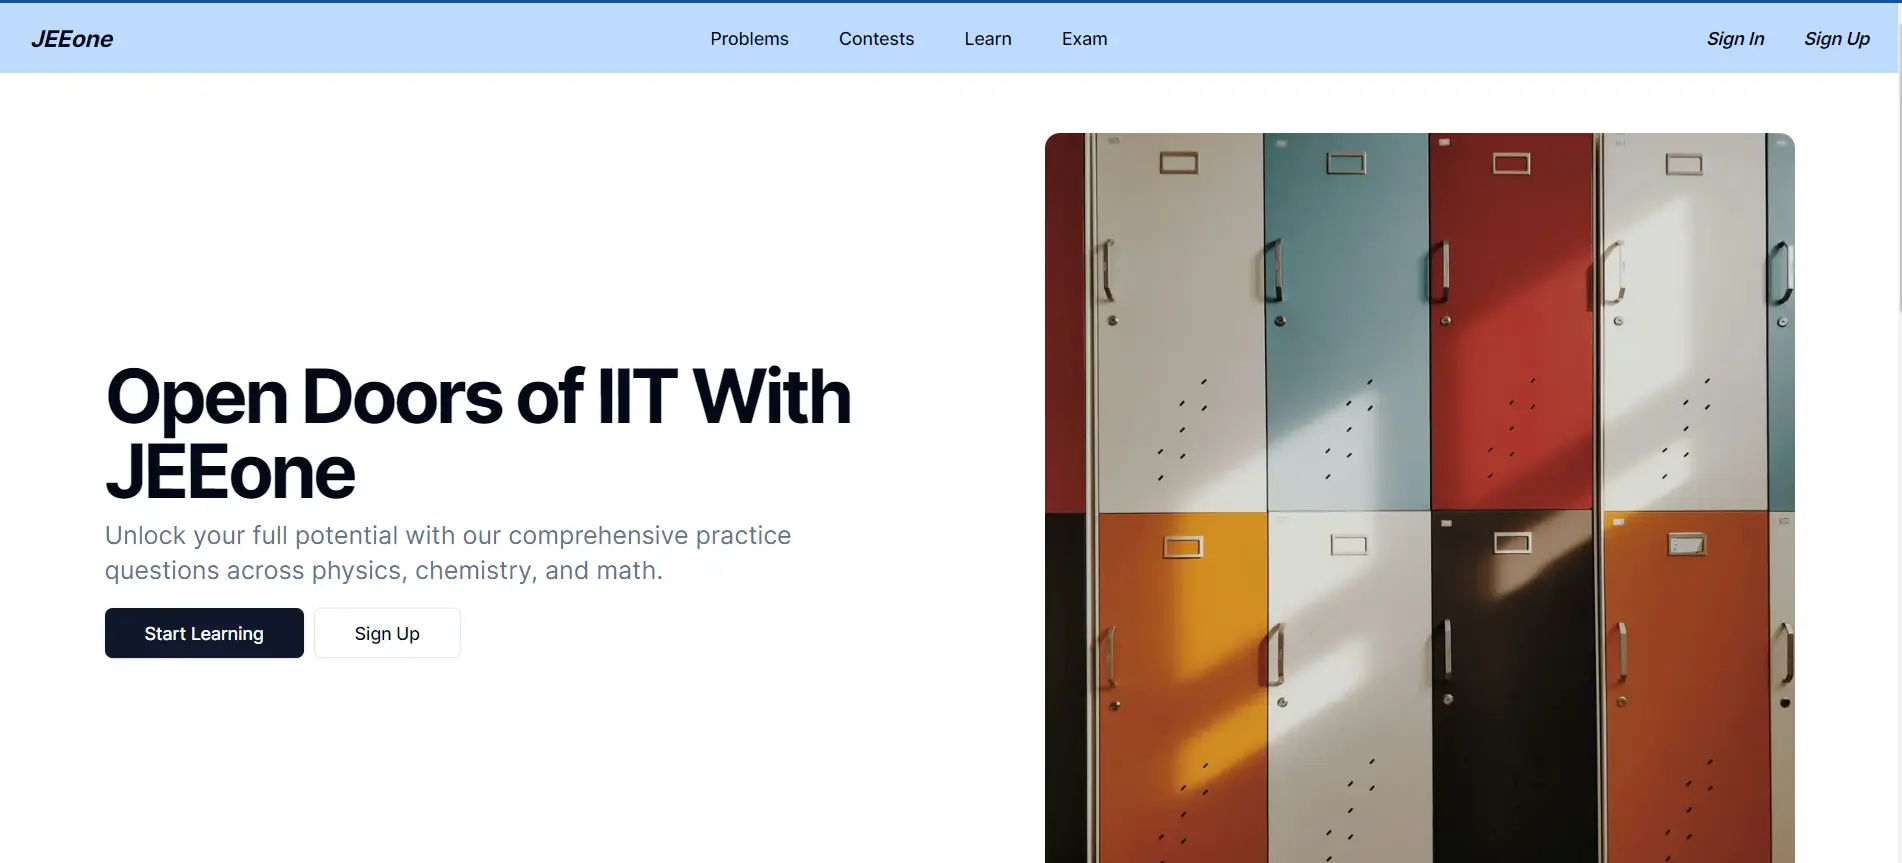 JEEone
Problems Contests Learn Exam
Sign In Sign Up
Open Doors of IIT With
JEEone
Unlock your full potential with our comprehensive practice
questions across physics, chemistry, and math.
Start Learning Sign Up